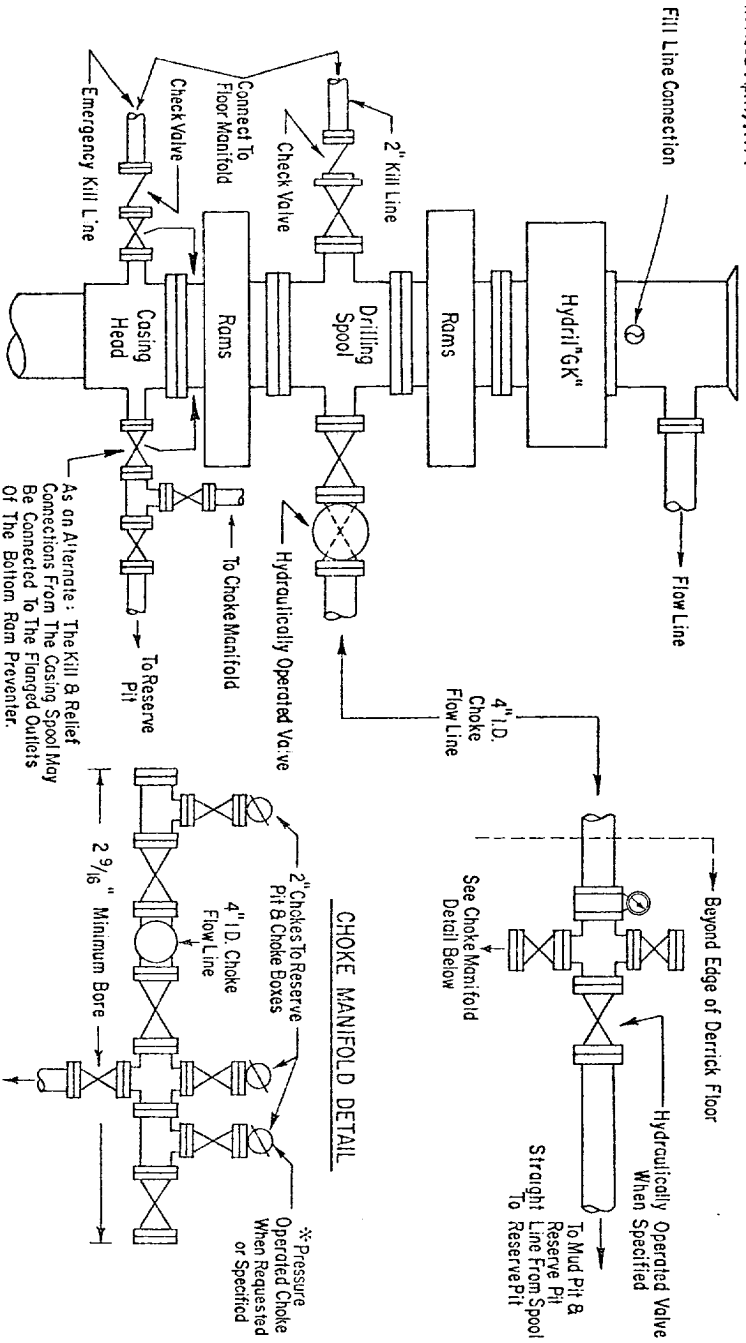 Fill Line Connection
Flow Line
Hydril "GK"
Rams
2" Kill Line
Check Valve
Drilling
Spool
Hydraulically Operated Valve
Connect To
Floor Manifold
Check Valve
Emergency Kill Line
Rams
Casing
Head
To Choke Manifold
To Reserve
Pit
As an Alternate: The Kill & Relief
Connections From The Casing Spool May
Be Connected To The Flanged Outlets
Of The Bottom Ram Preventer.
4" I.D.
Choke
Flow Line
Beyond Edge of Derrick Floor
Hydraulically Operated Valve
When Specified
To Mud Pit &
Reserve Pit
Straight Line From Spool
To Reserve Pit
See Choke Manifold
Detail Below
CHOKE MANIFOLD DETAIL
2" Chokes To Reserve
Pit & Choke Boxes
4" I.D. Choke
Flow Line
*Pressure
Operated Choke
When Requested
or Specified
2 9/16" Minimum Bore